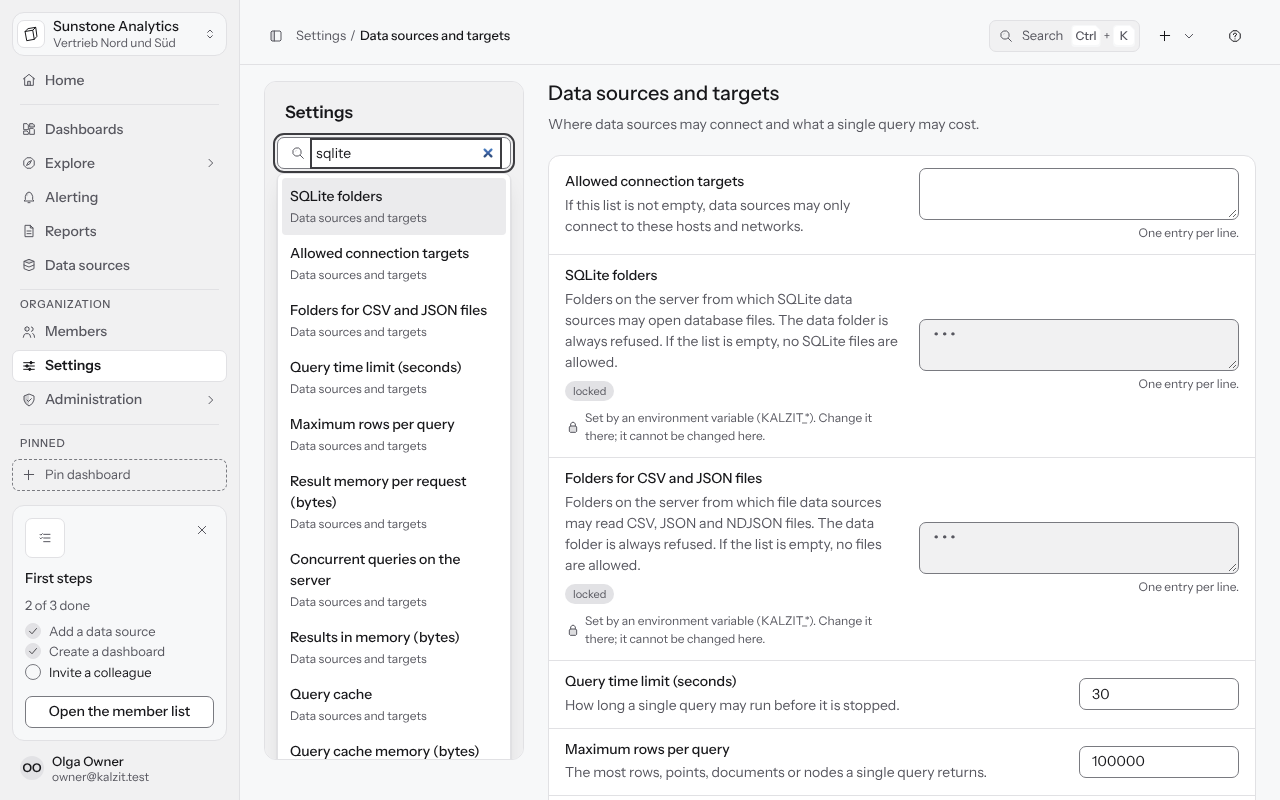 Sunstone Analytics
Vertrieb Nord und Süd
Home
Dashboards
Explore
Alerting
Reports
Data sources
ORGANIZATION
Members
Settings
Administration
PINNED
Pin dashboard
First steps
2 of 3 done
Add a data source
Create a dashboard
Invite a colleague
Open the member list
OO
Olga Owner
owner@kalzit.test
Settings / Data sources and targets
Search Ctrl + K
Settings
sqlite
SQLite folders
Data sources and targets
Allowed connection targets
Data sources and targets
Folders for CSV and JSON files
Data sources and targets
Query time limit (seconds)
Data sources and targets
Maximum rows per query
Data sources and targets
Result memory per request
(bytes)
Data sources and targets
Concurrent queries on the
server
Data sources and targets
Results in memory (bytes)
Data sources and targets
Query cache
Data sources and targets
Query cache memory (bytes)
Data sources and targets
Where data sources may connect and what a single query may cost.
Allowed connection targets
If this list is not empty, data sources may only
connect to these hosts and networks.
One entry per line.
SQLite folders
Folders on the server from which SQLite data
sources may open database files. The data folder is
always refused. If the list is empty, no SQLite files are
allowed.
locked
Set by an environment variable (KALZIT_*). Change it
there; it cannot be changed here.
•••
One entry per line.
Folders for CSV and JSON files
Folders on the server from which file data sources
may read CSV, JSON and NDJSON files. The data
folder is always refused. If the list is empty, no files
are allowed.
locked
Set by an environment variable (KALZIT_*). Change it
there; it cannot be changed here.
•••
One entry per line.
Query time limit (seconds)
How long a single query may run before it is stopped.
30
Maximum rows per query
The most rows, points, documents or nodes a single query returns.
100000